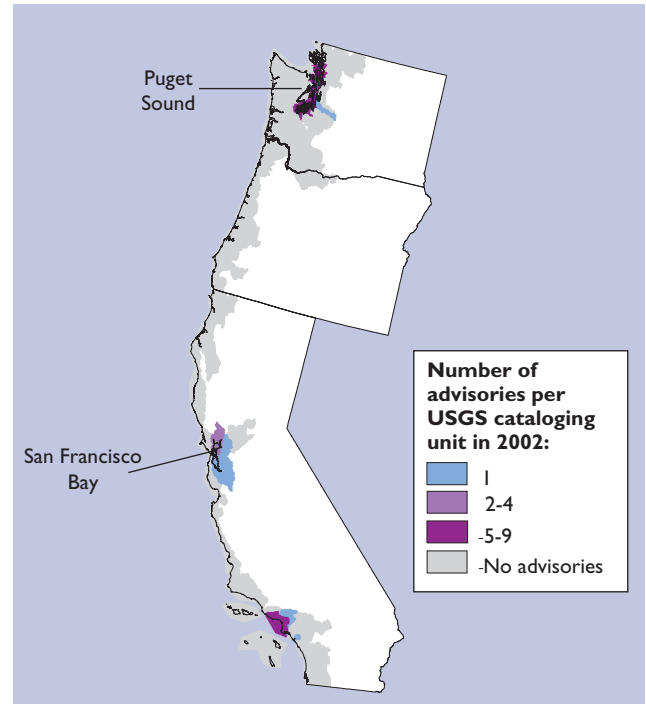 Puget
Sound
San Francisco
Bay
Number of
advisories per
USGS cataloging
unit in 2002:
1
2-4
-5-9
-No advisories